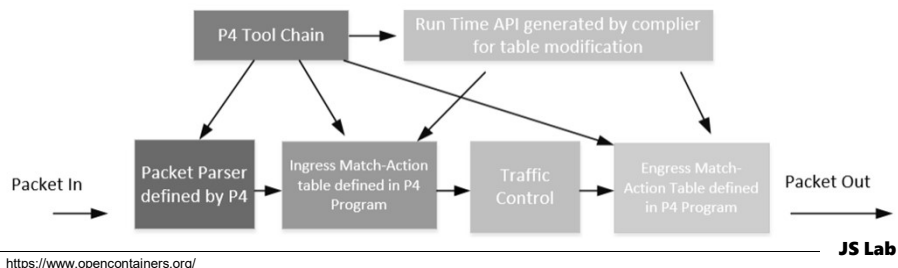 P4 Tool Chain
Run Time API generated by complier
for table modification
Packet In
Packet Parser
defined by P4
Ingress Match-Action
table defined in P4
Program
Traffic
Control
Engress Match-
Action Table defined
in P4 Program
Packet Out
JS Lab
https://www.opencontainers.org/